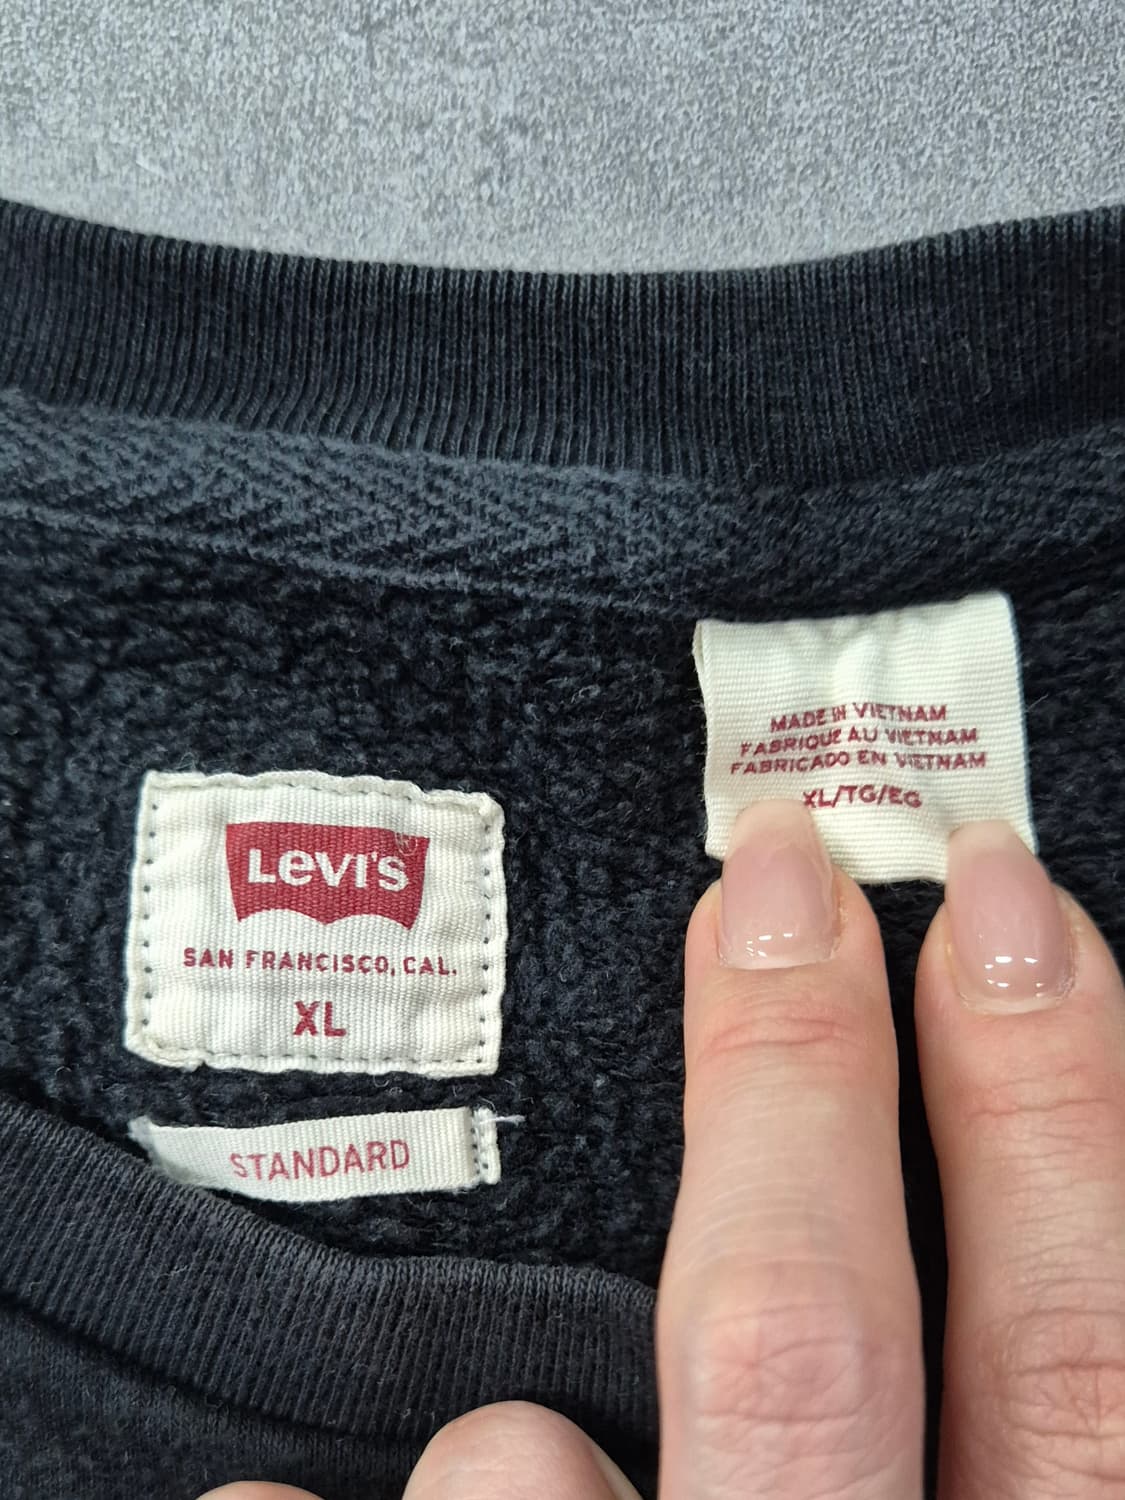 LEVI'S
SAN FRANCISCO, CAL.
XL
STANDARD
MADE IN VIETNAM
FABRIQUE AU VIETNAM
FABRICADO EN VIETNAM
XL/TG/EG